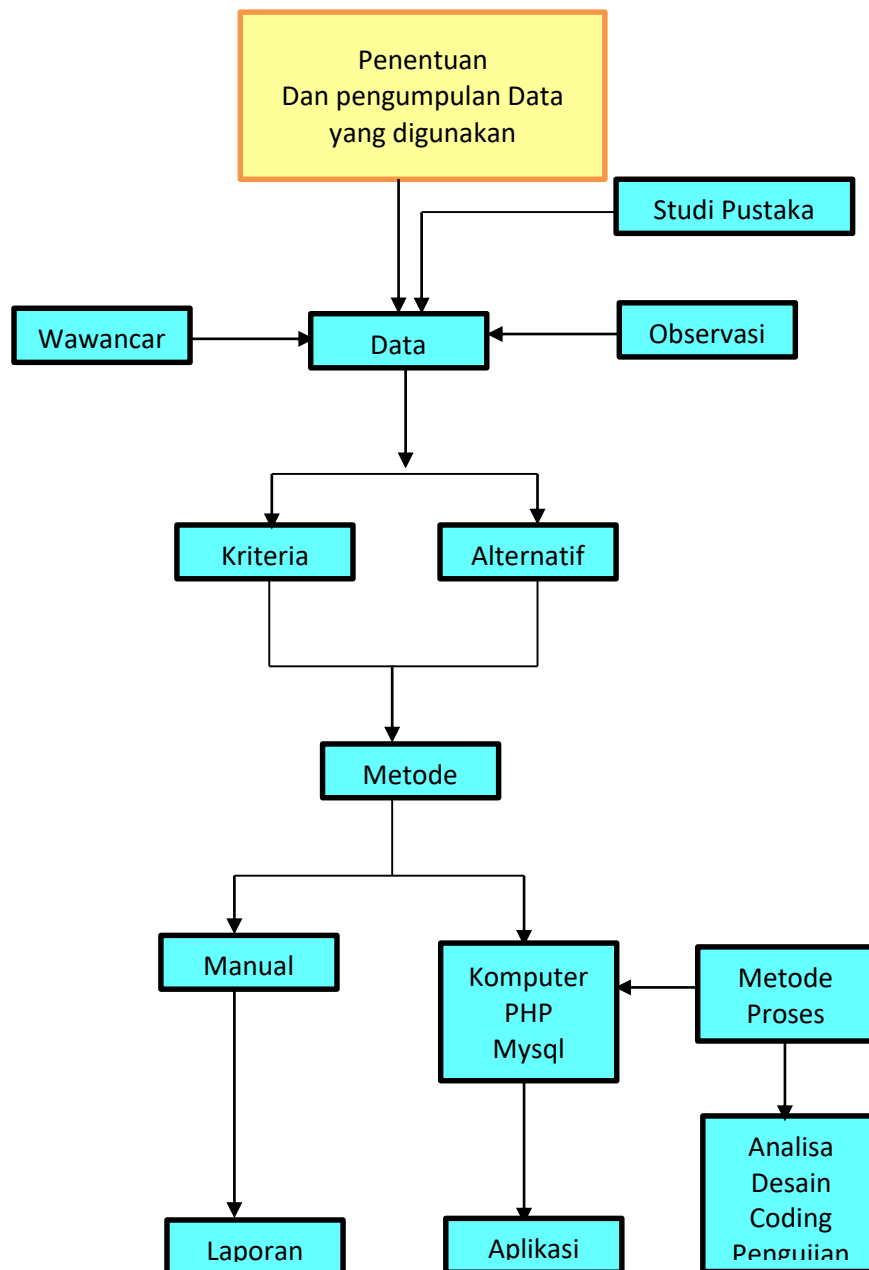 Penentuan
Dan pengumpulan Data
yang digunakan
Studi Pustaka
Wawancar
Data
Observasi
Kriteria
Alternatif
Metode
Manual
Komputer
PHP
Mysql
Metode
Proses
Analisa
Desain
Coding
Pengujian
Laporan
Aplikasi